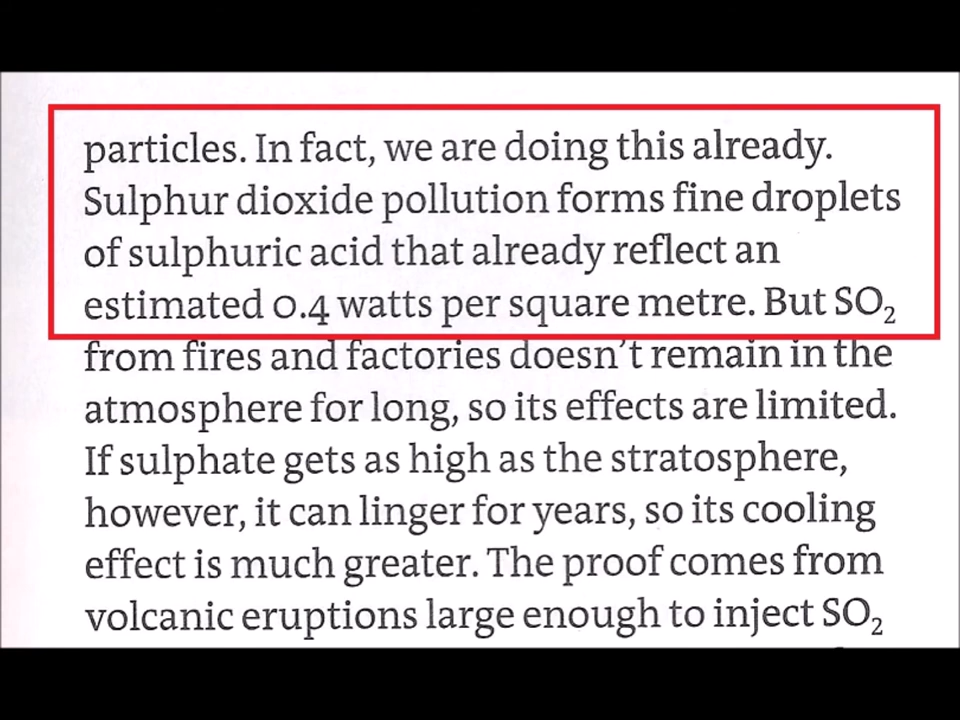 particles. In fact, we are doing this already.
Sulphur dioxide pollution forms fine droplets
of sulphuric acid that already reflect an
estimated 0.4 watts per square metre. But SO₂
from fires and factories doesn't remain in the
atmosphere for long, so its effects are limited.
If sulphate gets as high as the stratosphere,
however, it can linger for years, so its cooling
effect is much greater. The proof comes from
volcanic eruptions large enough to inject SO₂